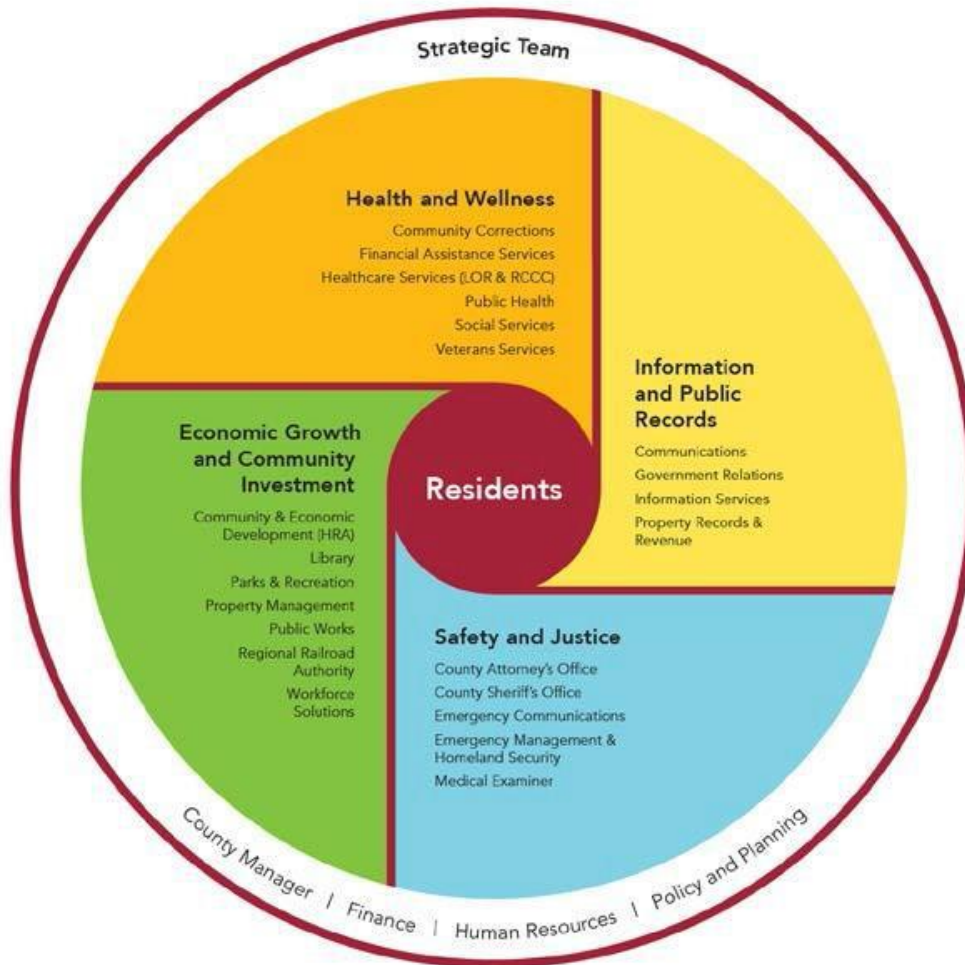 Strategic Team
Health and Wellness
Community Corrections
Financial Assistance Services
Healthcare Services (LOR & RCCC)
Public Health
Social Services
Veterans Services
Information
and Public
Records
Communications
Government Relations
Information Services
Property Records &
Revenue
Economic Growth
and Community
Investment
Community & Economic
Development (HRA)
Library
Parks & Recreation
Property Management
Public Works
Regional Railroad
Authority
Workforce
Solutions
Residents
Safety and Justice
County Attorney's Office
County Sheriff's Office
Emergency Communications
Emergency Management &
Homeland Security
Medical Examiner
County Manager | Finance | Human Resources | Policy and Planning